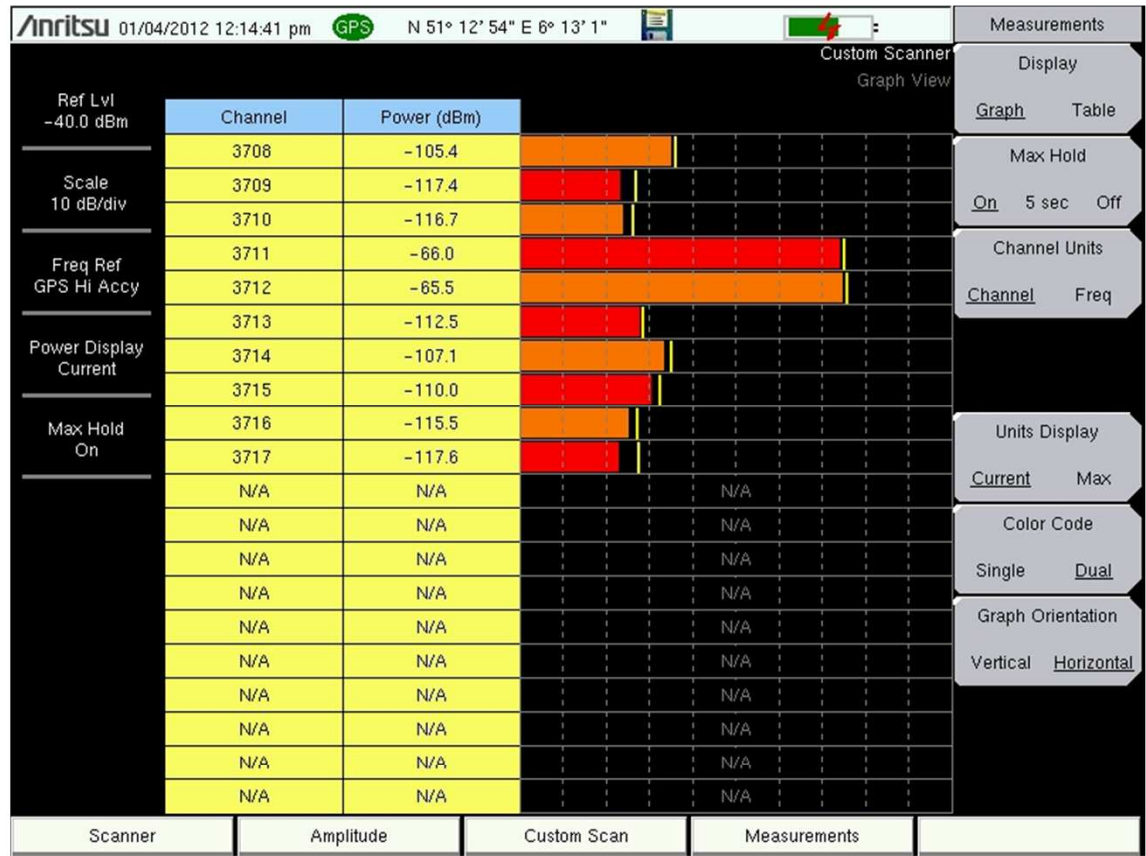 Anritsu 01/04/2012 12:14:41 pm GPS N 51° 12' 54" E 6° 13' 1"
Custom Scanner
Graph View
Ref Lvl
-40.0 dBm
Scale
10 dB/div
Freq Ref
GPS Hi Accy
Power Display
Current
Max Hold
On
Channel Power (dBm)
3708 -105.4
3709 -117.4
3710 -116.7
3711 -66.0
3712 -65.5
3713 -112.5
3714 -107.1
3715 -110.0
3716 -115.5
3717 -117.6
N/A N/A N/A
N/A N/A N/A
N/A N/A N/A
N/A N/A N/A
N/A N/A N/A
N/A N/A N/A
N/A N/A N/A
N/A N/A N/A
N/A N/A N/A
N/A N/A N/A
Measurements
Display
Graph Table
Max Hold
On 5 sec Off
Channel Units
Channel Freq
Units Display
Current Max
Color Code
Single Dual
Graph Orientation
Vertical Horizontal
Scanner Amplitude Custom Scan Measurements